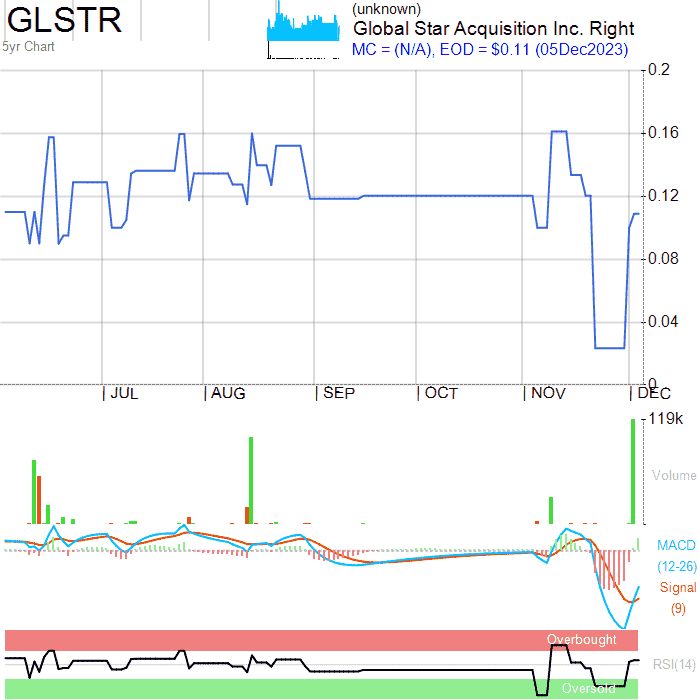 GLSTR
(unknown)
Global Star Acquisition Inc. Right
5yr Chart
MC = (N/A), EOD = $0.11 (05Dec2023)
0.2
0.16
0.12
0.08
0.04
0
JUL AUG SEP OCT NOV DEC
119k
Volume
MACD
(12-26)
Signal
(9)
Overbought
RSI(14)
Oversold